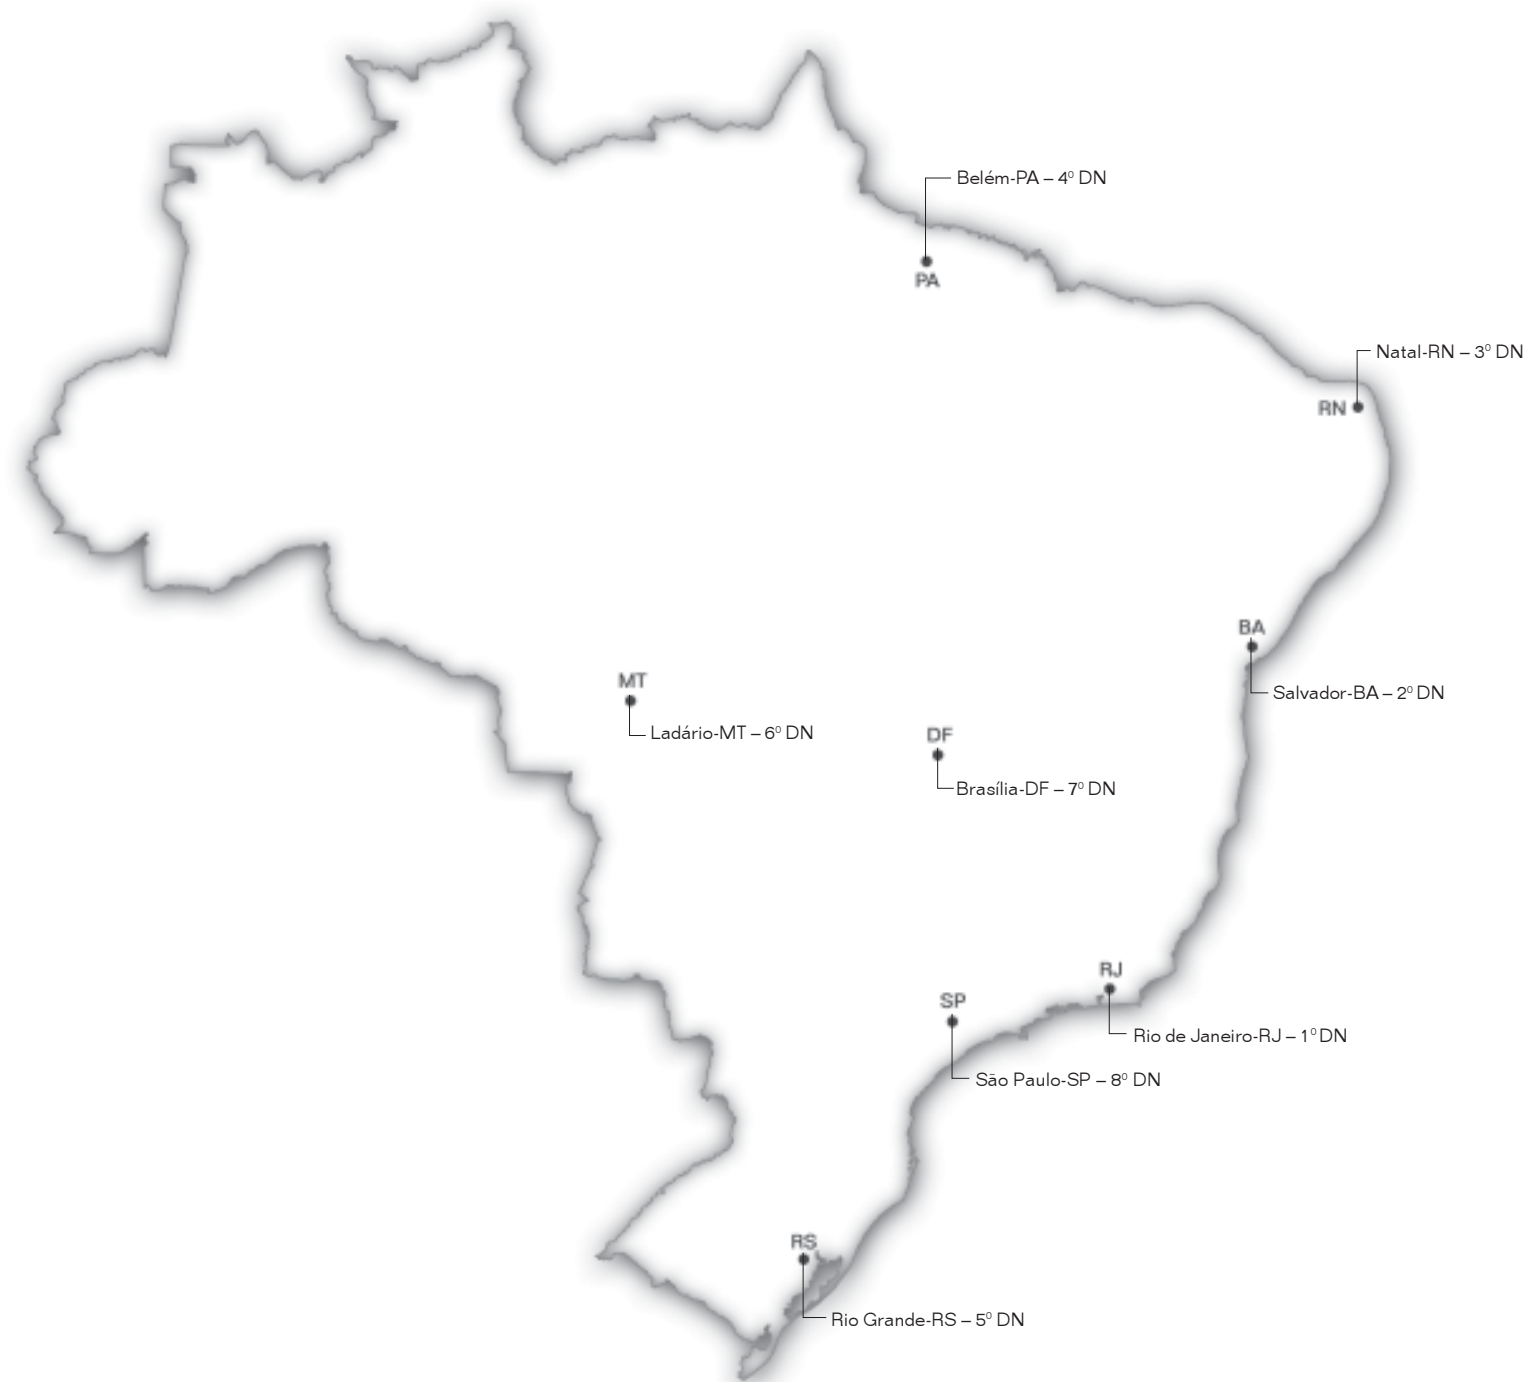 Belém-PA – 4º DN
PA
Natal-RN – 3º DN
RN
BA
Salvador-BA – 2º DN
MT
Ladário-MT – 6º DN
DF
Brasília-DF – 7º DN
RJ
SP
Rio de Janeiro-RJ – 1º DN
São Paulo-SP – 8º DN
RS
Rio Grande-RS – 5º DN